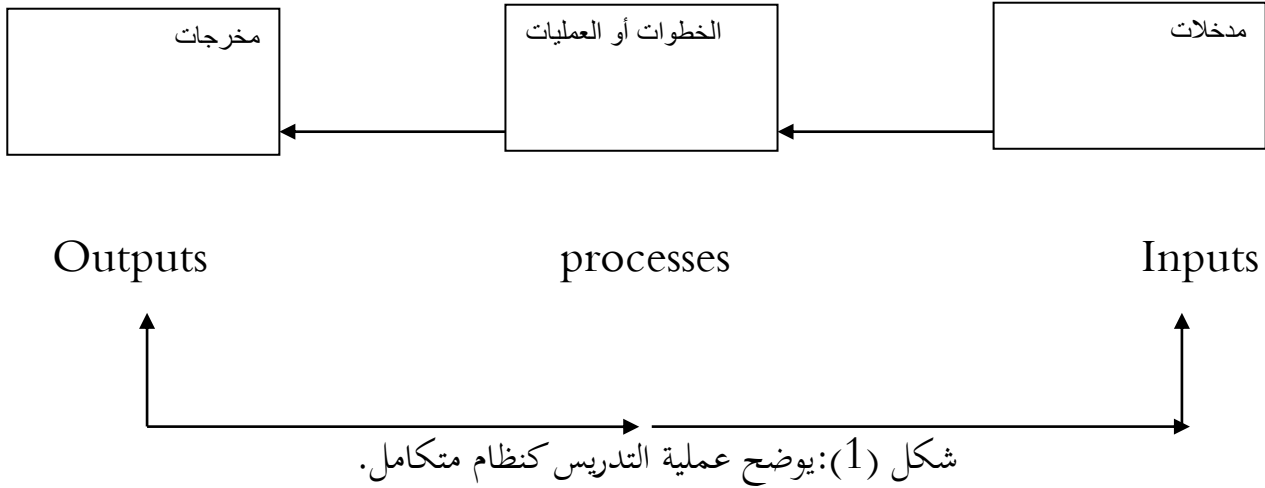 مدخلات
الخطوات أو العمليات
مخرجات
Inputs
processes
Outputs
شكل (1):يوضح عملية التدريس كنظام متكامل.